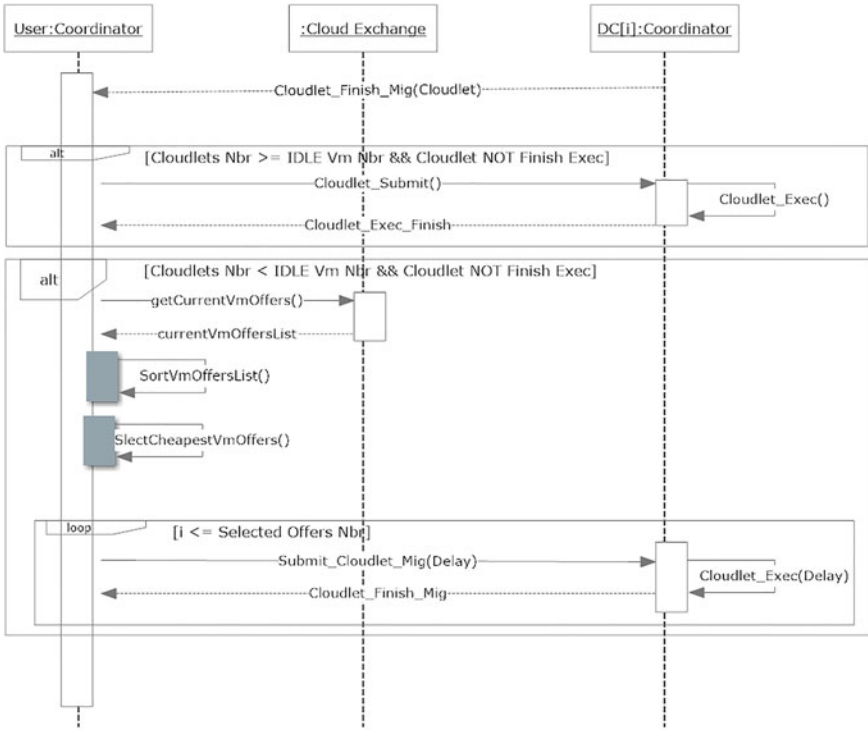 User:Coordinator
:Cloud Exchange
DC[i]:Coordinator
Cloudlet_Finish_Mig(Cloudlet)
alt
[Cloudlets Nbr >= IDLE Vm Nbr && Cloudlet NOT Finish Exec]
Cloudlet_Submit()
Cloudlet_Exec()
Cloudlet_Exec_Finish
alt
[Cloudlets Nbr < IDLE Vm Nbr && Cloudlet NOT Finish Exec]
getCurrentVmOffers()
currentVmOffersList
SortVmOffersList()
SlectCheapestVmOffers()
loop
[i <= Selected Offers Nbr]
Submit_Cloudlet_Mig(Delay)
Cloudlet_Exec(Delay)
Cloudlet_Finish_Mig